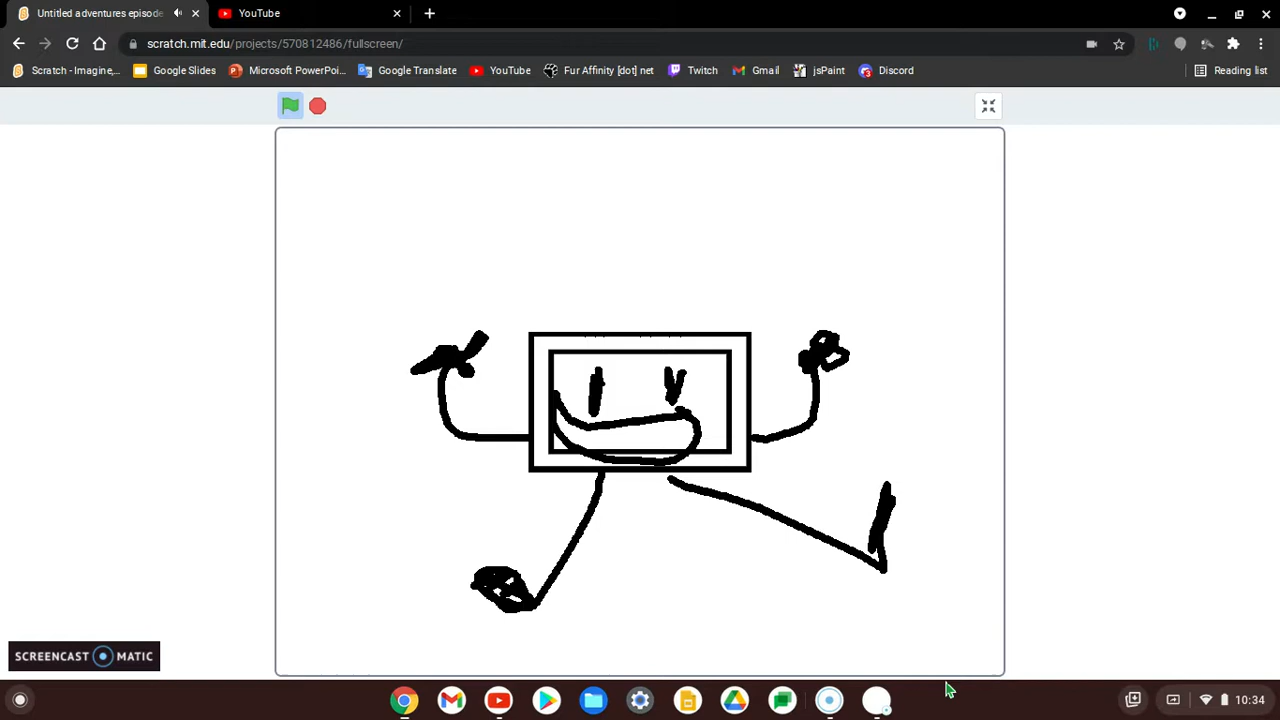 Untitled adventures episode
YouTube
scratch.mit.edu/projects/570812486/fullscreen/
Scratch - Imagine,...
Google Slides
Microsoft PowerPoi...
Google Translate
YouTube
Fur Affinity [dot] net
Twitch
Gmail
jsPaint
Discord
Reading list
SCREENCAST MATIC
10:34